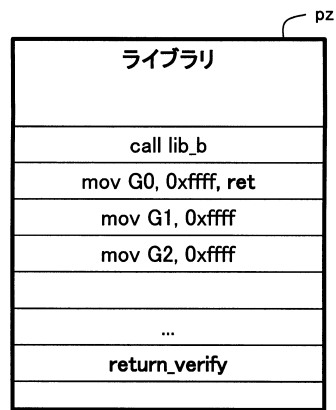 pz
ライブラリ
call lib_b
mov G0, 0xffff, ret
mov G1, 0xffff
mov G2, 0xffff
...
return_verify